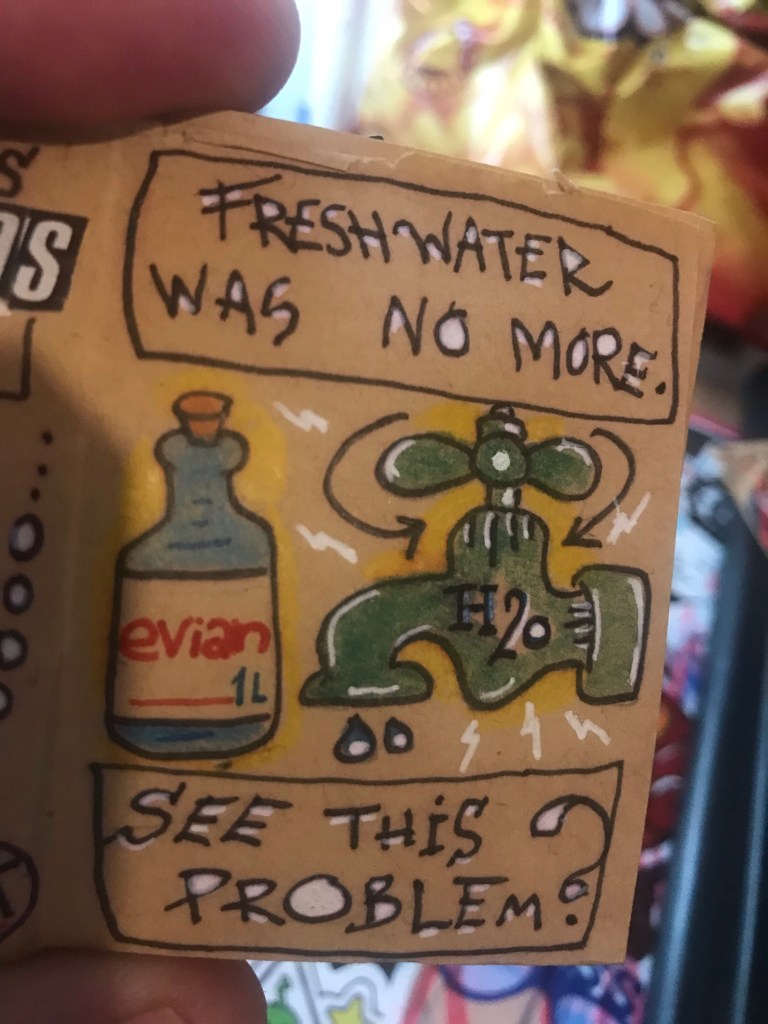 FRESHWATER
WAS NO MORE.
evian
1L
H2O
SEE THIS
PROBLEM?